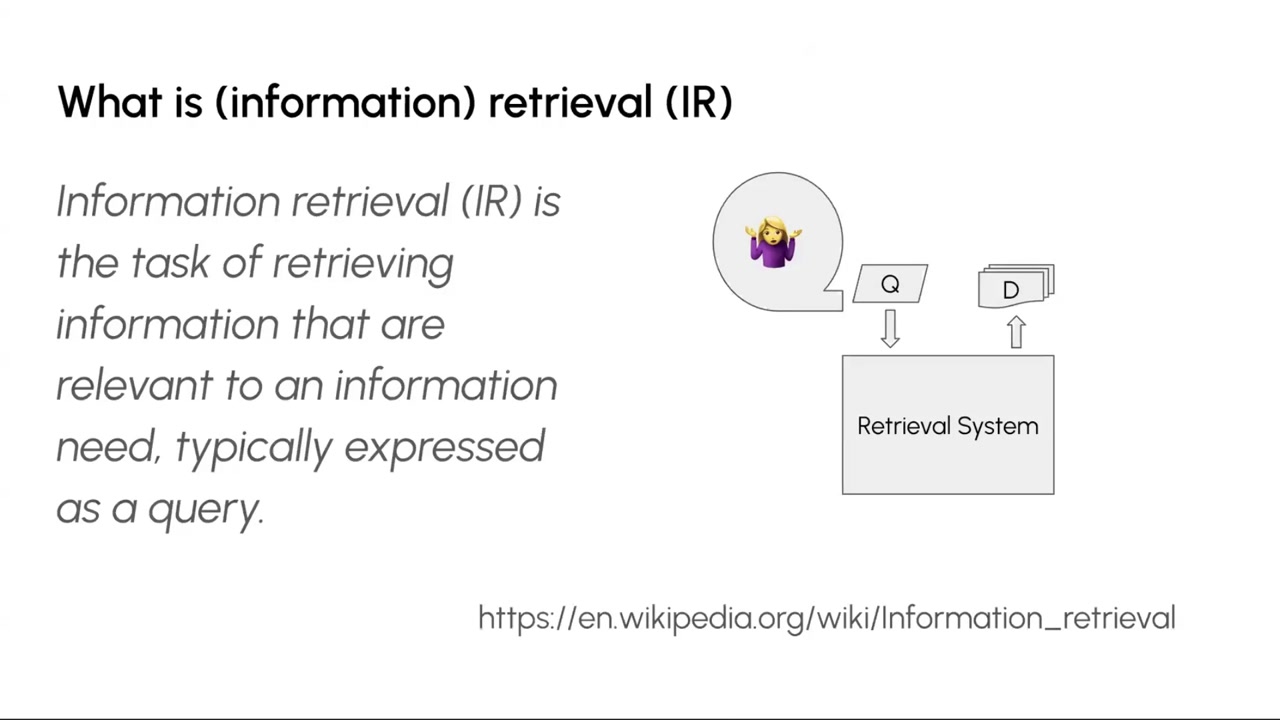 What is (information) retrieval (IR)
Information retrieval (IR) is
the task of retrieving
information that are
relevant to an information
need, typically expressed
as a query.
Q
D
Retrieval System
https://en.wikipedia.org/wiki/Information_retrieval